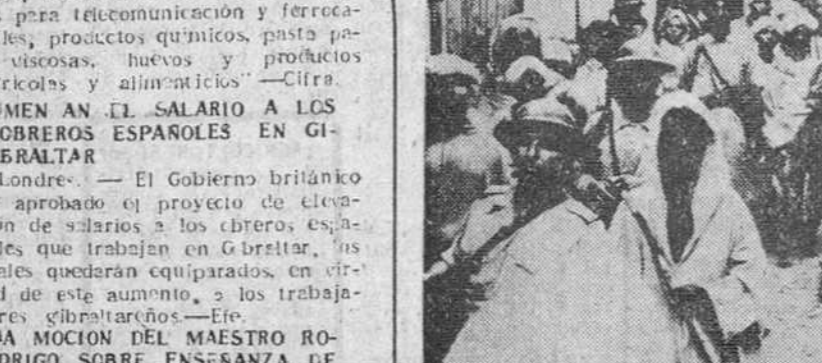 s para telecomunicación y ferroca-
les; productos químicos, pasta pa-
viscosas, huevos y productos
rícolas y alimenticios" —Cifra.
UMEN AN EL SALARIO A LOS
OBREROS ESPAÑOLES EN GI-
BRALTAR
Londres. — El Gobierno británico
aprobado el proyecto de eleva-
ón de salarios a los obreros espa-
les que trabajan en Gibraltar, los
ales quedarán equiparados, en vir-
d de este aumento, a los trabaja-
res gibraltareños.—Efe.
A MOCION DEL MAESTRO RO-
DRIGO SOBRE ENSEÑANZA DE